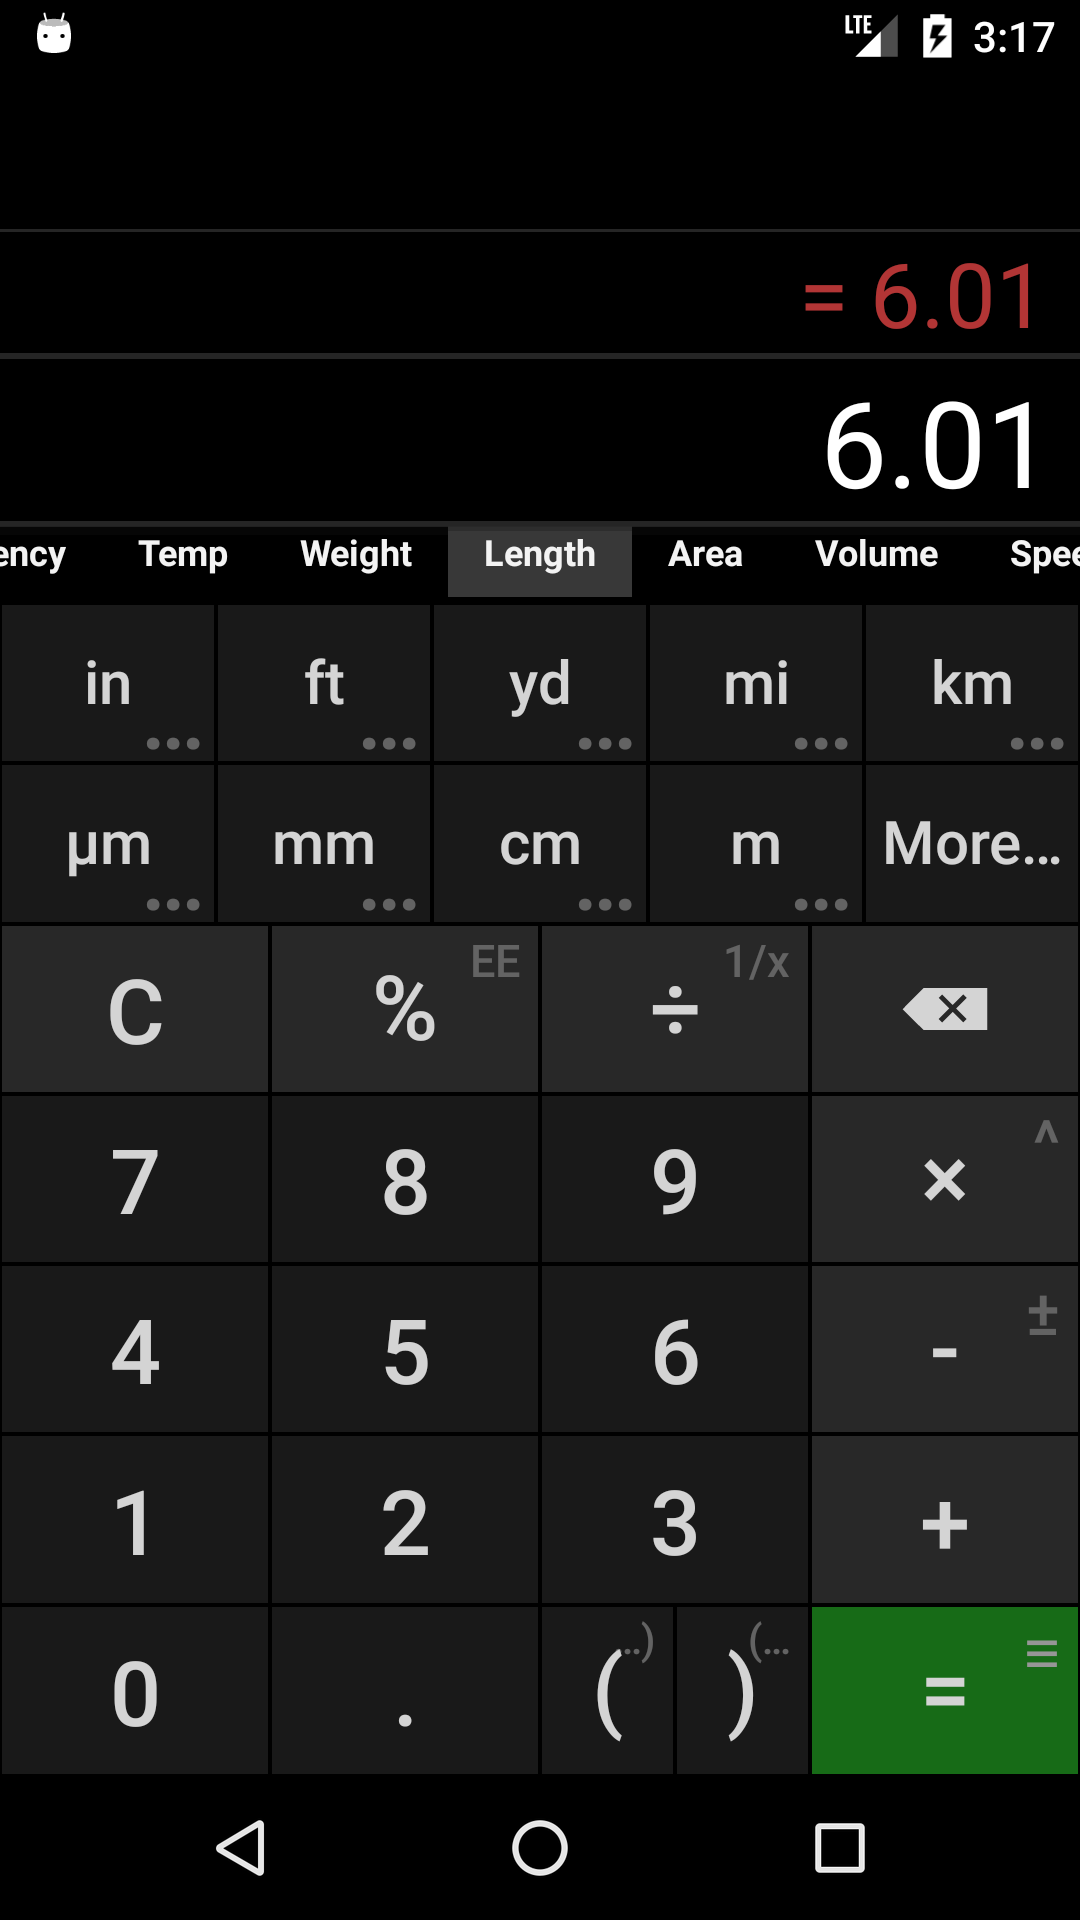 LTE 3:17
= 6.01
6.01
ency Temp Weight Length Area Volume Spee
in ft yd mi km
µm mm cm m More...
C % EE ÷ 1/x
7 8 9 × ^
4 5 6 - ±
1 2 3 +
0 . ( ..) ) (... = ≡